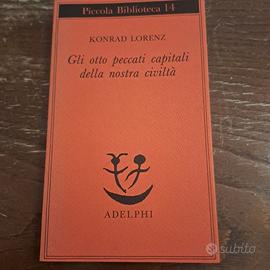 Piccola Biblioteca 14
KONRAD LORENZ
Gli otto peccati capitali
della nostra civiltà
ADELPHI
subito